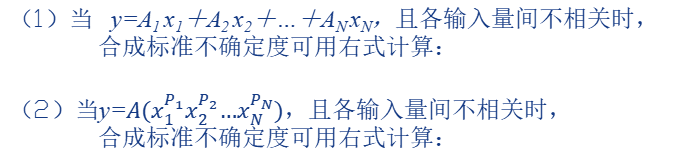 （1）当 y=A₁x₁＋A₂x₂＋…＋A_Nx_N，且各输入量间不相关时，
合成标准不确定度可用右式计算：
（2）当y=A(x₁^{P₁}x₂^{P₂}…x_N^{P_N})，且各输入量间不相关时，
合成标准不确定度可用右式计算：